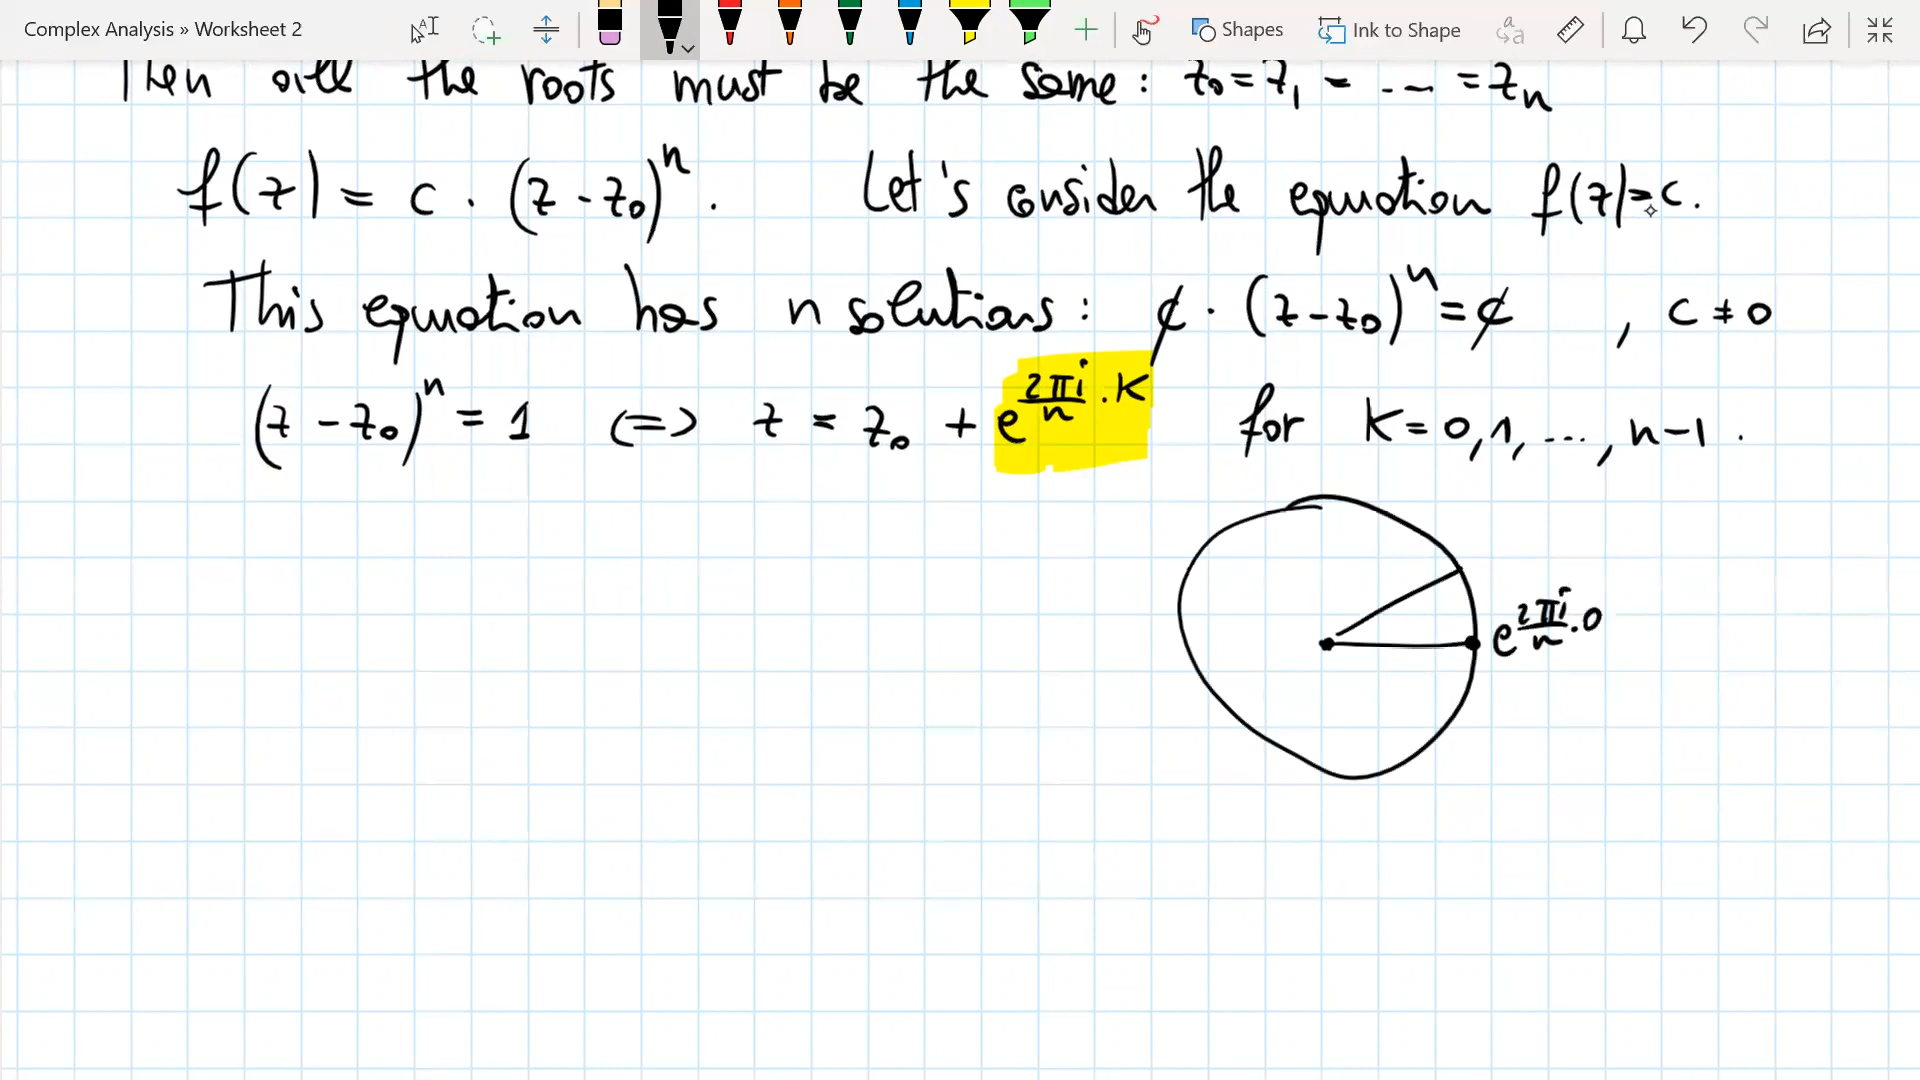 Complex Analysis » Worksheet 2 Shapes Ink to Shape
Then all the roots must be the same: z₀ = z₁ = ... = zₙ
f(z) = c · (z - z₀)ⁿ. Let's consider the equation f(z) = c.
This equation has n solutions: c · (z - z₀)ⁿ = c , c ≠ 0
(z - z₀)ⁿ = 1 <=> z = z₀ + e^(2πi/n · k) for k = 0, 1, ..., n-1.
e^(2πi/n · 0)